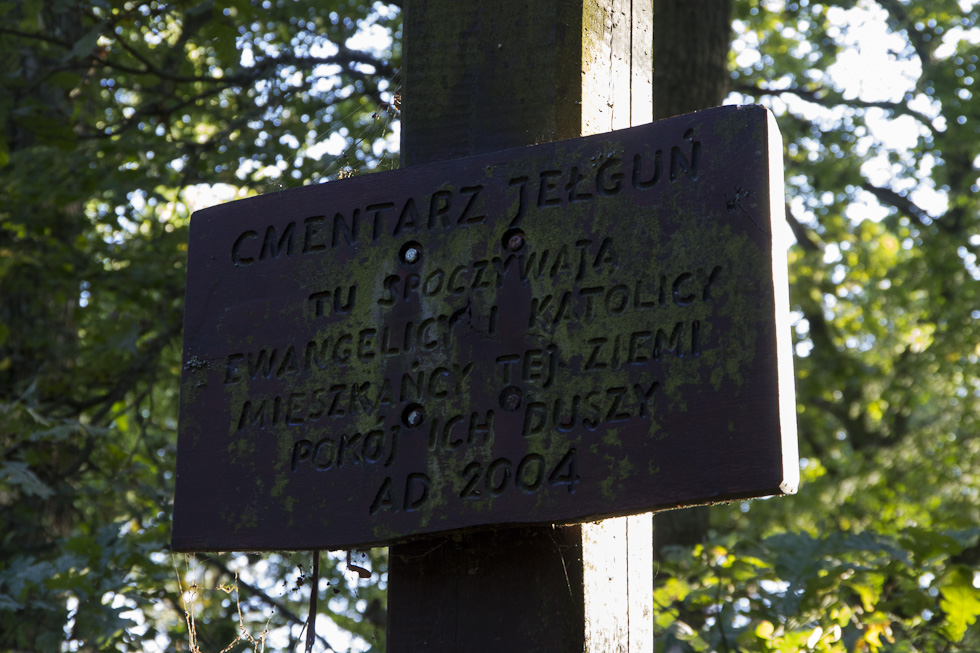 CMENTARZ JEŁGUŃ
TU SPOCZYWAJĄ
EWANGELICY I KATOLICY
MIESZKAŃCY TEJ ZIEMI
POKÓJ ICH DUSZY
AD 2004